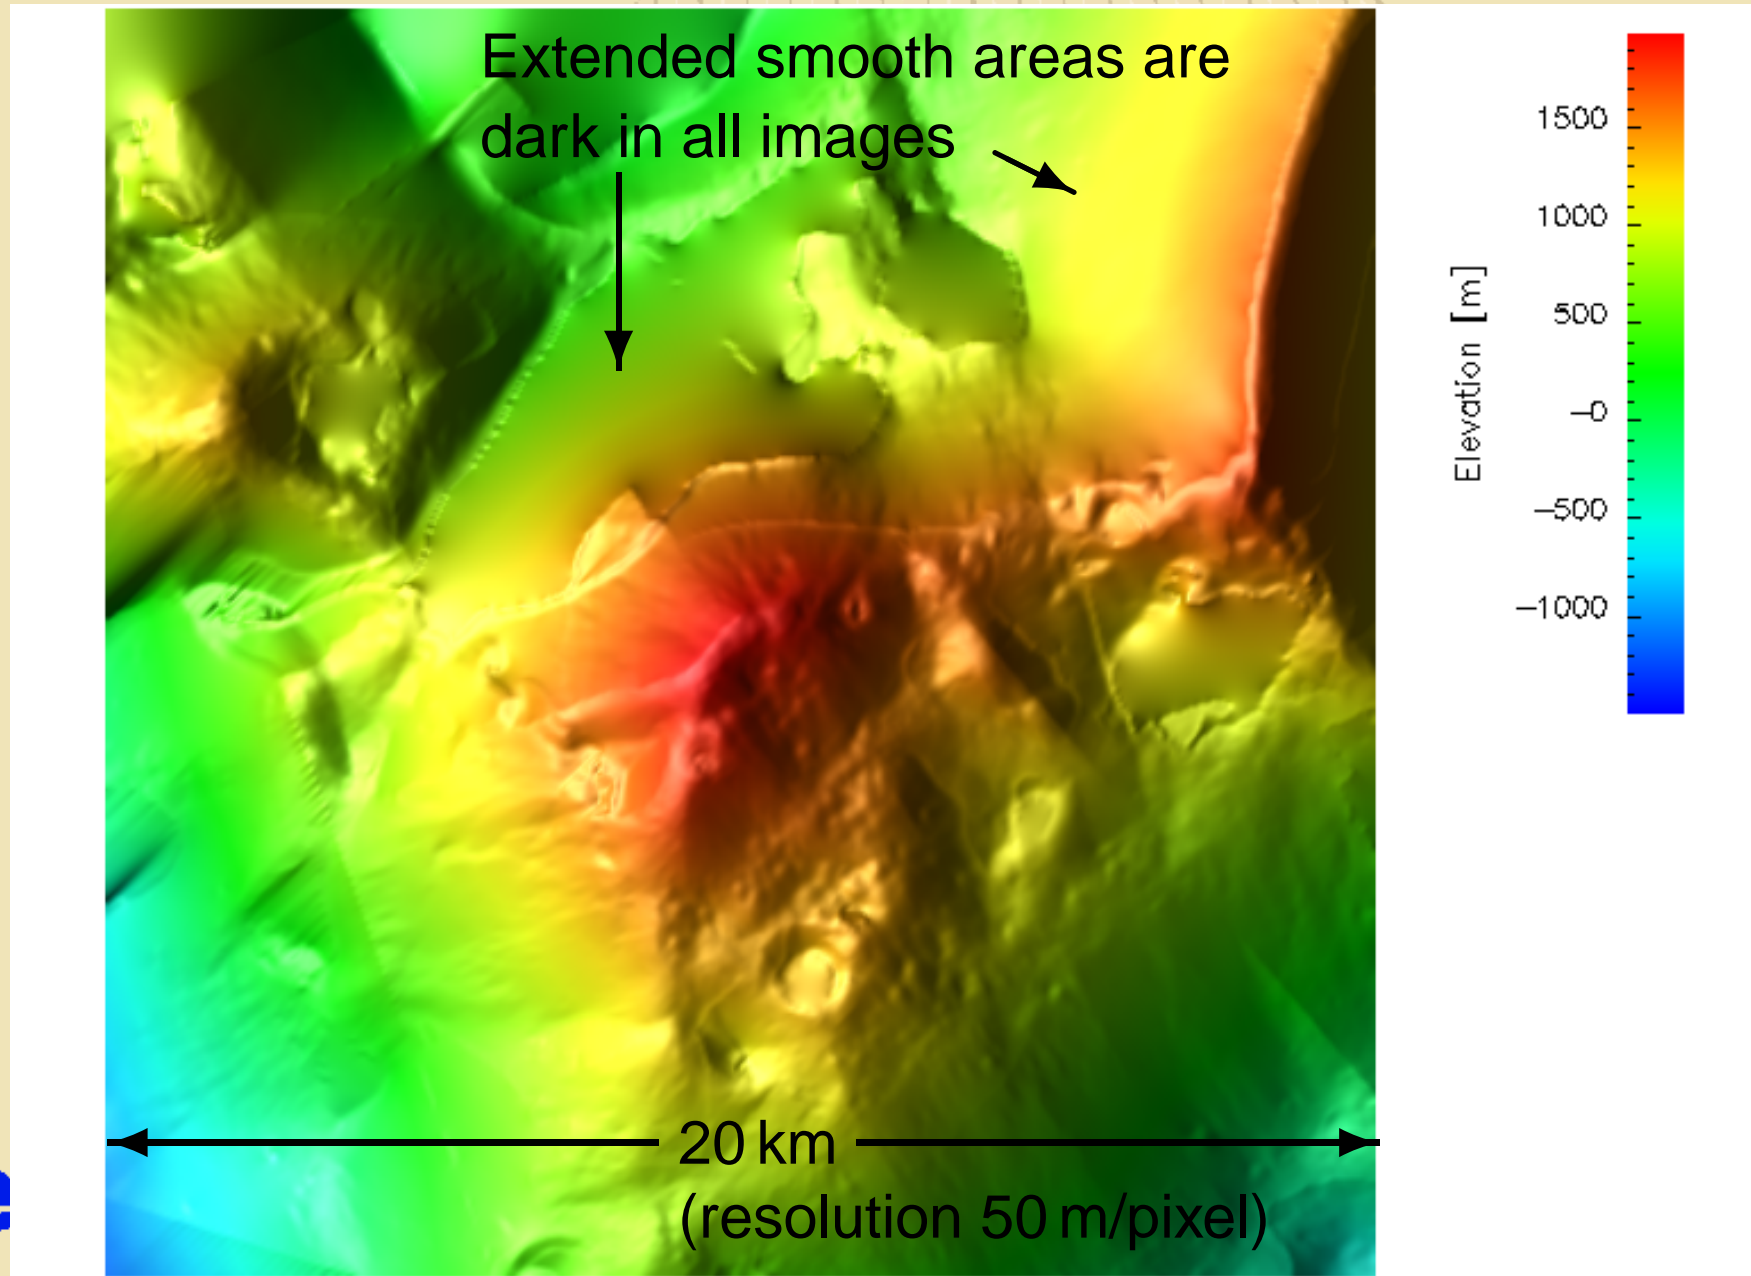 Extended smooth areas are
dark in all images
1500
1000
500
−0
−500
−1000
Elevation [m]
20 km
(resolution 50 m/pixel)